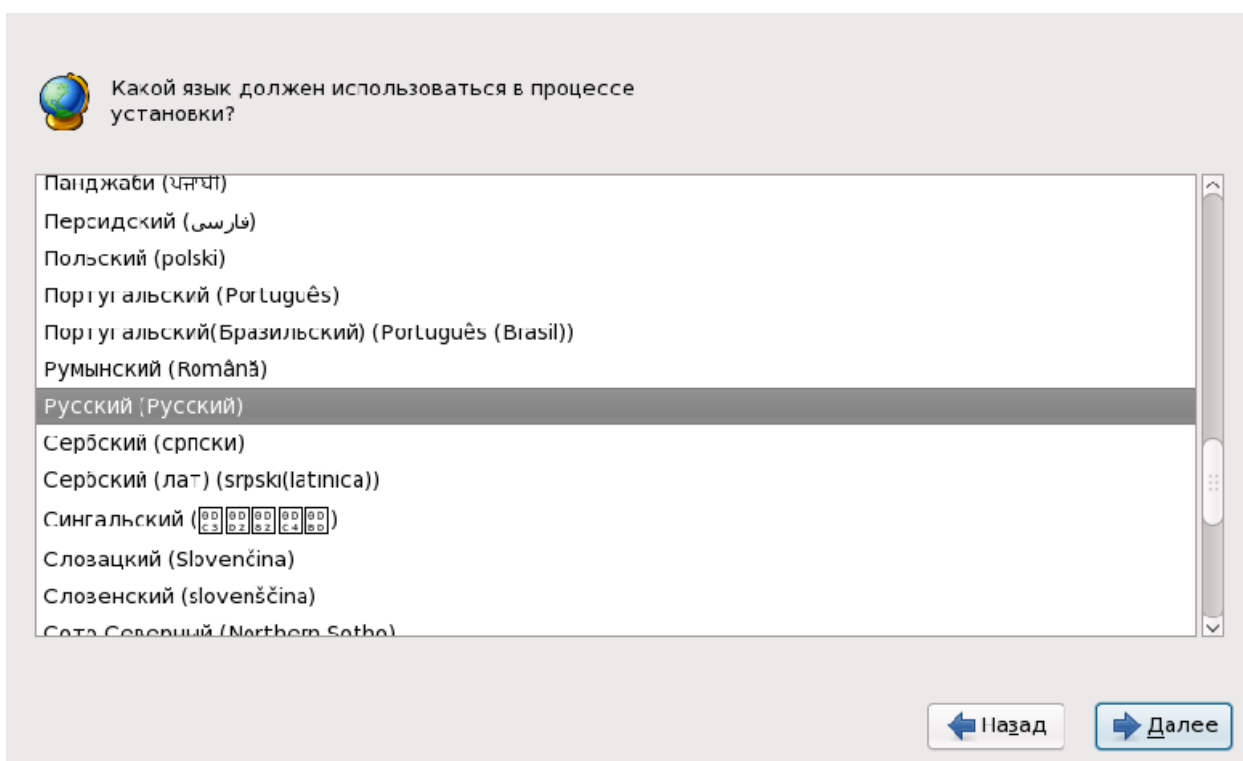 Какой язык должен использоваться в процессе
установки?
Панджаби (ਪੰਜਾਬੀ)
Персидский (فارسی)
Польский (polski)
Португальский (Português)
Португальский(Бразильский) (Português (Brasil))
Румынский (Română)
Русский (Русский)
Сербский (српски)
Сербский (лат) (srpski(latinica))
Сингальский ()
Словацкий (Slovenčina)
Словенский (slovenščina)
Сото Северный (Northern Sotho)
Назад
Далее